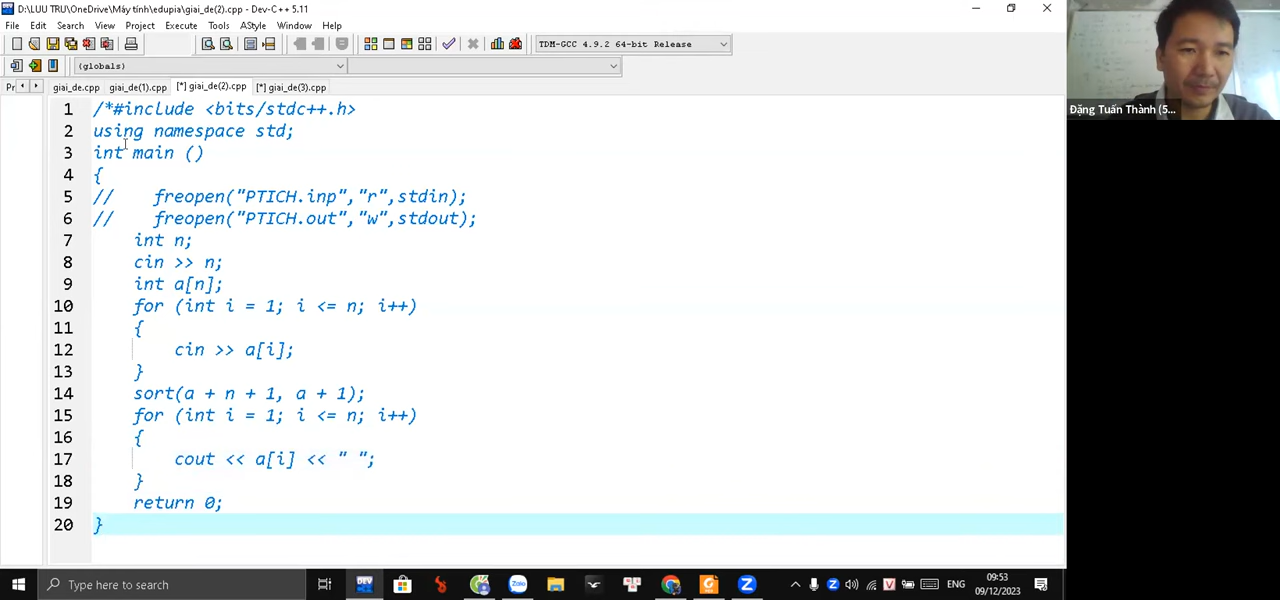 D:\LUU TRU\OneDrive\Máy tính\edupia\giai_de(2).cpp - Dev-C++ 5.11
File Edit Search View Project Execute Tools AStyle Window Help
TDM-GCC 4.9.2 64-bit Release
(globals)
Pr giai_de.cpp giai_de(1).cpp [*] giai_de(2).cpp [*] giai_de(3).cpp
1 /*#include <bits/stdc++.h>
2 using namespace std;
3 int main ()
4 {
5 // freopen("PTICH.inp","r",stdin);
6 // freopen("PTICH.out","w",stdout);
7 int n;
8 cin >> n;
9 int a[n];
10 for (int i = 1; i <= n; i++)
11 {
12 cin >> a[i];
13 }
14 sort(a + n + 1, a + 1);
15 for (int i = 1; i <= n; i++)
16 {
17 cout << a[i] << " ";
18 }
19 return 0;
20 }
Đặng Tuấn Thành (5...
Type here to search
DEV
Zalo
Z
G
Z
Z
V
ENG
09:53
09/12/2023